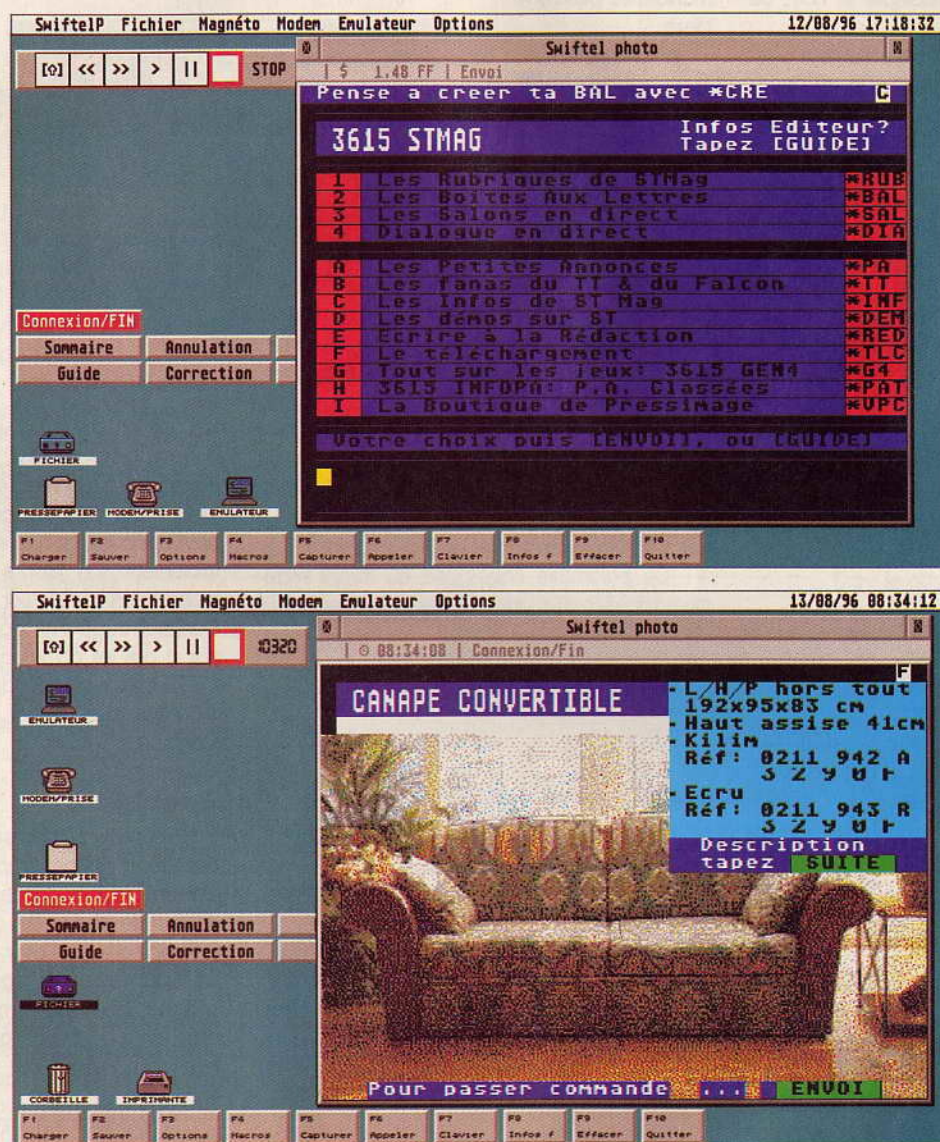 SwiftelP Fichier Magnéto Modem Emulateur Options 12/08/96 17:18:32
Swiftel photo
[⇧] << >> > || STOP
$ 1.48 FF | Envoi
Pense a creer ta BAL avec *CRE C
3615 STMAG
Infos Editeur?
Tapez [GUIDE]
1 Les Rubriques de STMag *RUB
2 Les Boîtes Aux Lettres *BAL
3 Les Salons en direct *SAL
4 Dialogue en direct *DIA
A Les Petites Annonces *PA
B Les fanas du TT & du Falcon *TT
C Les Infos de ST Mag *INF
D Les démos sur ST *DEM
E Ecrire à la Rédaction *RED
F Le téléchargement *TLC
G Tout sur les jeux: 3615 GEN4 *G4
H 3615 INFOPA: P.A. Classées *PAT
I La Boutique de Pressimage *VPC
Votre choix puis [ENVOI], ou [GUIDE]
Connexion/FIN
Sommaire Annulation
Guide Correction
FICHIER
PRESSEPAPIER MODEM/PRISE EMULATEUR
F1 F2 F3 F4 F5 F6 F7 F8 F9 F10
Charger Sauver Options Macros Capturer Appeler Clavier Infos f Effacer Quitter
SwiftelP Fichier Magnéto Modem Emulateur Options 13/08/96 08:34:12
Swiftel photo
[⇧] << >> > || 10320
08:34:08 | Connexion/Fin
F
CANAPE CONVERTIBLE
- L/H/P hors tout
192x95x83 cm
- Haut assise 41cm
- Kilim
Réf: 0211 942 A
3290F
- Ecru
Réf: 0211 943 R
3290F
Description
tapez SUITE
EMULATEUR
MODEM/PRISE
PRESSEPAPIER
Connexion/FIN
Sommaire Annulation
Guide Correction
FICHIER
CORBEILLE IMPRIMANTE
Pour passer commande ... ENVOI
F1 F2 F3 F4 F5 F6 F7 F8 F9 F10
Charger Sauver Options Macros Capturer Appeler Clavier Infos f Effacer Quitter